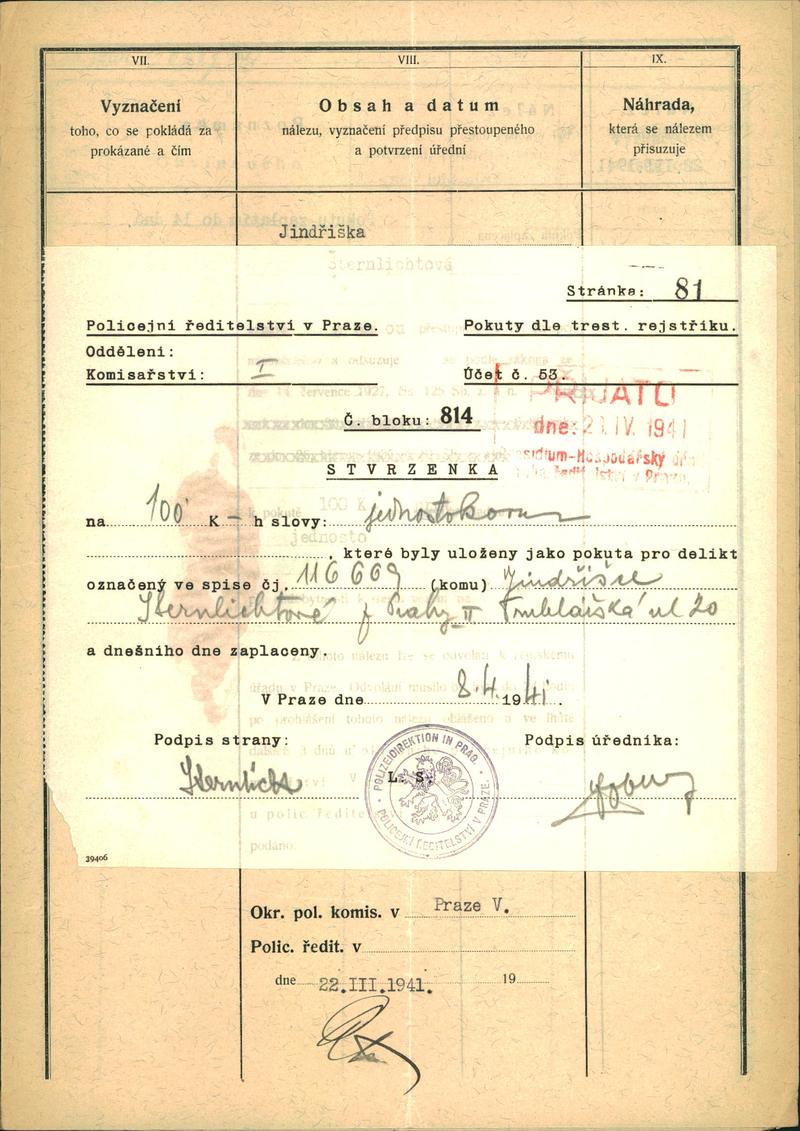 VII. VIII. IX.
Vyznačení
toho, co se pokládá za
prokázané a čím
Obsah a datum
nálezu, vyznačení předpisu přestoupeného
a potvrzení úřední
Náhrada,
která se nálezem
přisuzuje
Jindřiška
Šternlichtová
Stránka: 81
Policejní ředitelství v Praze. Pokuty dle trest. rejstříku.
Oddělení:
Komisařství: I Účet č. 53.
PŘIJATO
dne: 21. IV. 1941
Č. bloku: 814
STVRZENKA
na 100 K — h slovy: jednostokorun
, které byly uloženy jako pokuta pro delikt
označený ve spise čj. 116669 (komu) Jindřišce
Sternlichtové z Prahy II Truhlářská ul 20
a dnešního dne zaplaceny.
V Praze dne 8.4. 1941.
Podpis strany: Podpis úředníka:
Sternlicht
L. S.
POLIZEIDIREKTION IN PRAG
POLICEJNÍ ŘEDITELSTVÍ V PRAZE
39406
Okr. pol. komis. v Praze V.
Polic. ředit. v
dne 22.III.1941. 19